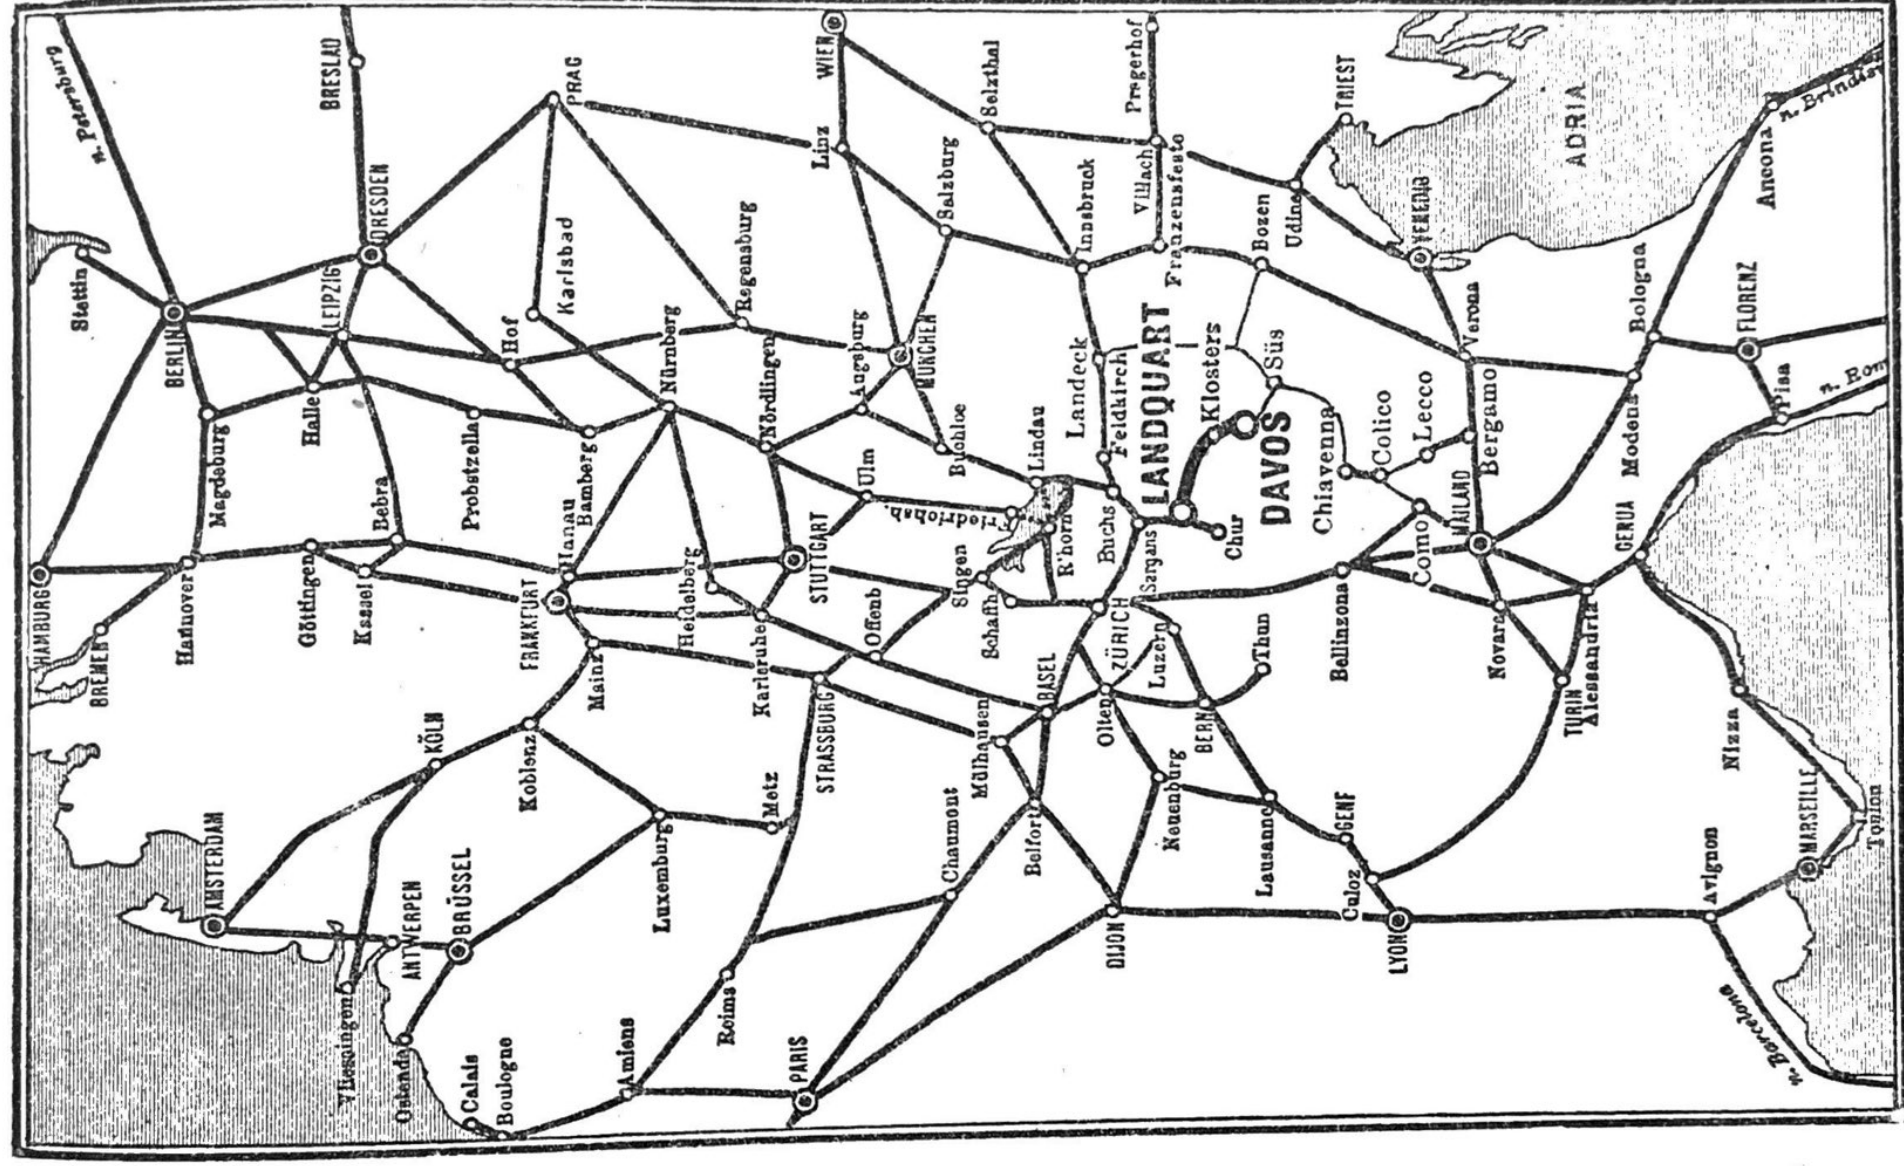 HAMBURG
n. Petersburg
Stettin
BREMEN
Hannover
BERLIN
AMSTERDAM
Magdeburg
Göttingen
Halle
LEIPZIG
BRESLAU
Vliessingen
Kassel
Bebra
DRESDEN
Ostende
ANTWERPEN
KÖLN
Calais
BRÜSSEL
Probstzella
Boulogne
Koblenz
FRANKFURT
Hanau
Hof
Bamberg
Karlsbad
PRAG
Mainz
Amiens
Luxemburg
Nürnberg
Heidelberg
Reims
Regensburg
Metz
Karlsruhe
Nördlingen
PARIS
STRASSBURG
STUTTGART
Linz
WIEN
Ulm
Augsburg
Offenb
MÜNCHEN
Friedrichsh.
Chaumont
Buchloe
Salzburg
Singen
Mülhausen
Schaffh
Selzthal
Belfort
Lindau
BASEL
R'horn
Landeck
Innsbruck
Olten
Buchs
Feldkirch
DIJON
ZÜRICH
Sargans
Pragerhof
Villach
LANDQUART
Luzern
Neuenburg
Franzensfeste
BERN
Klosters
Chur
Thun
Lausanne
Bozen
Süs
DAVOS
Udine
Chiavenna
Bellinzona
GENF
TRIEST
Culoz
Colico
LYON
Como
Lecco
VENEDIG
MAILAND
Verona
Bergamo
Novara
TURIN
Alessandria
ADRIA
GENUA
Modena
Bologna
Avignon
Nizza
FLORENZ
n. Barcelona
Ancona
Pisa
MARSEILLE
n. Brindisi
n. Rom
Toulon